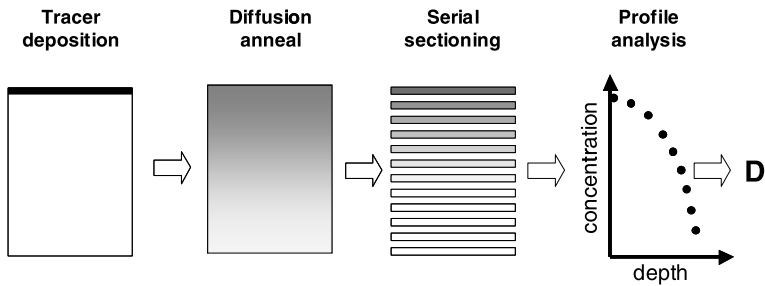 Tracer
deposition
Diffusion
anneal
Serial
sectioning
Profile
analysis
concentration
D
depth